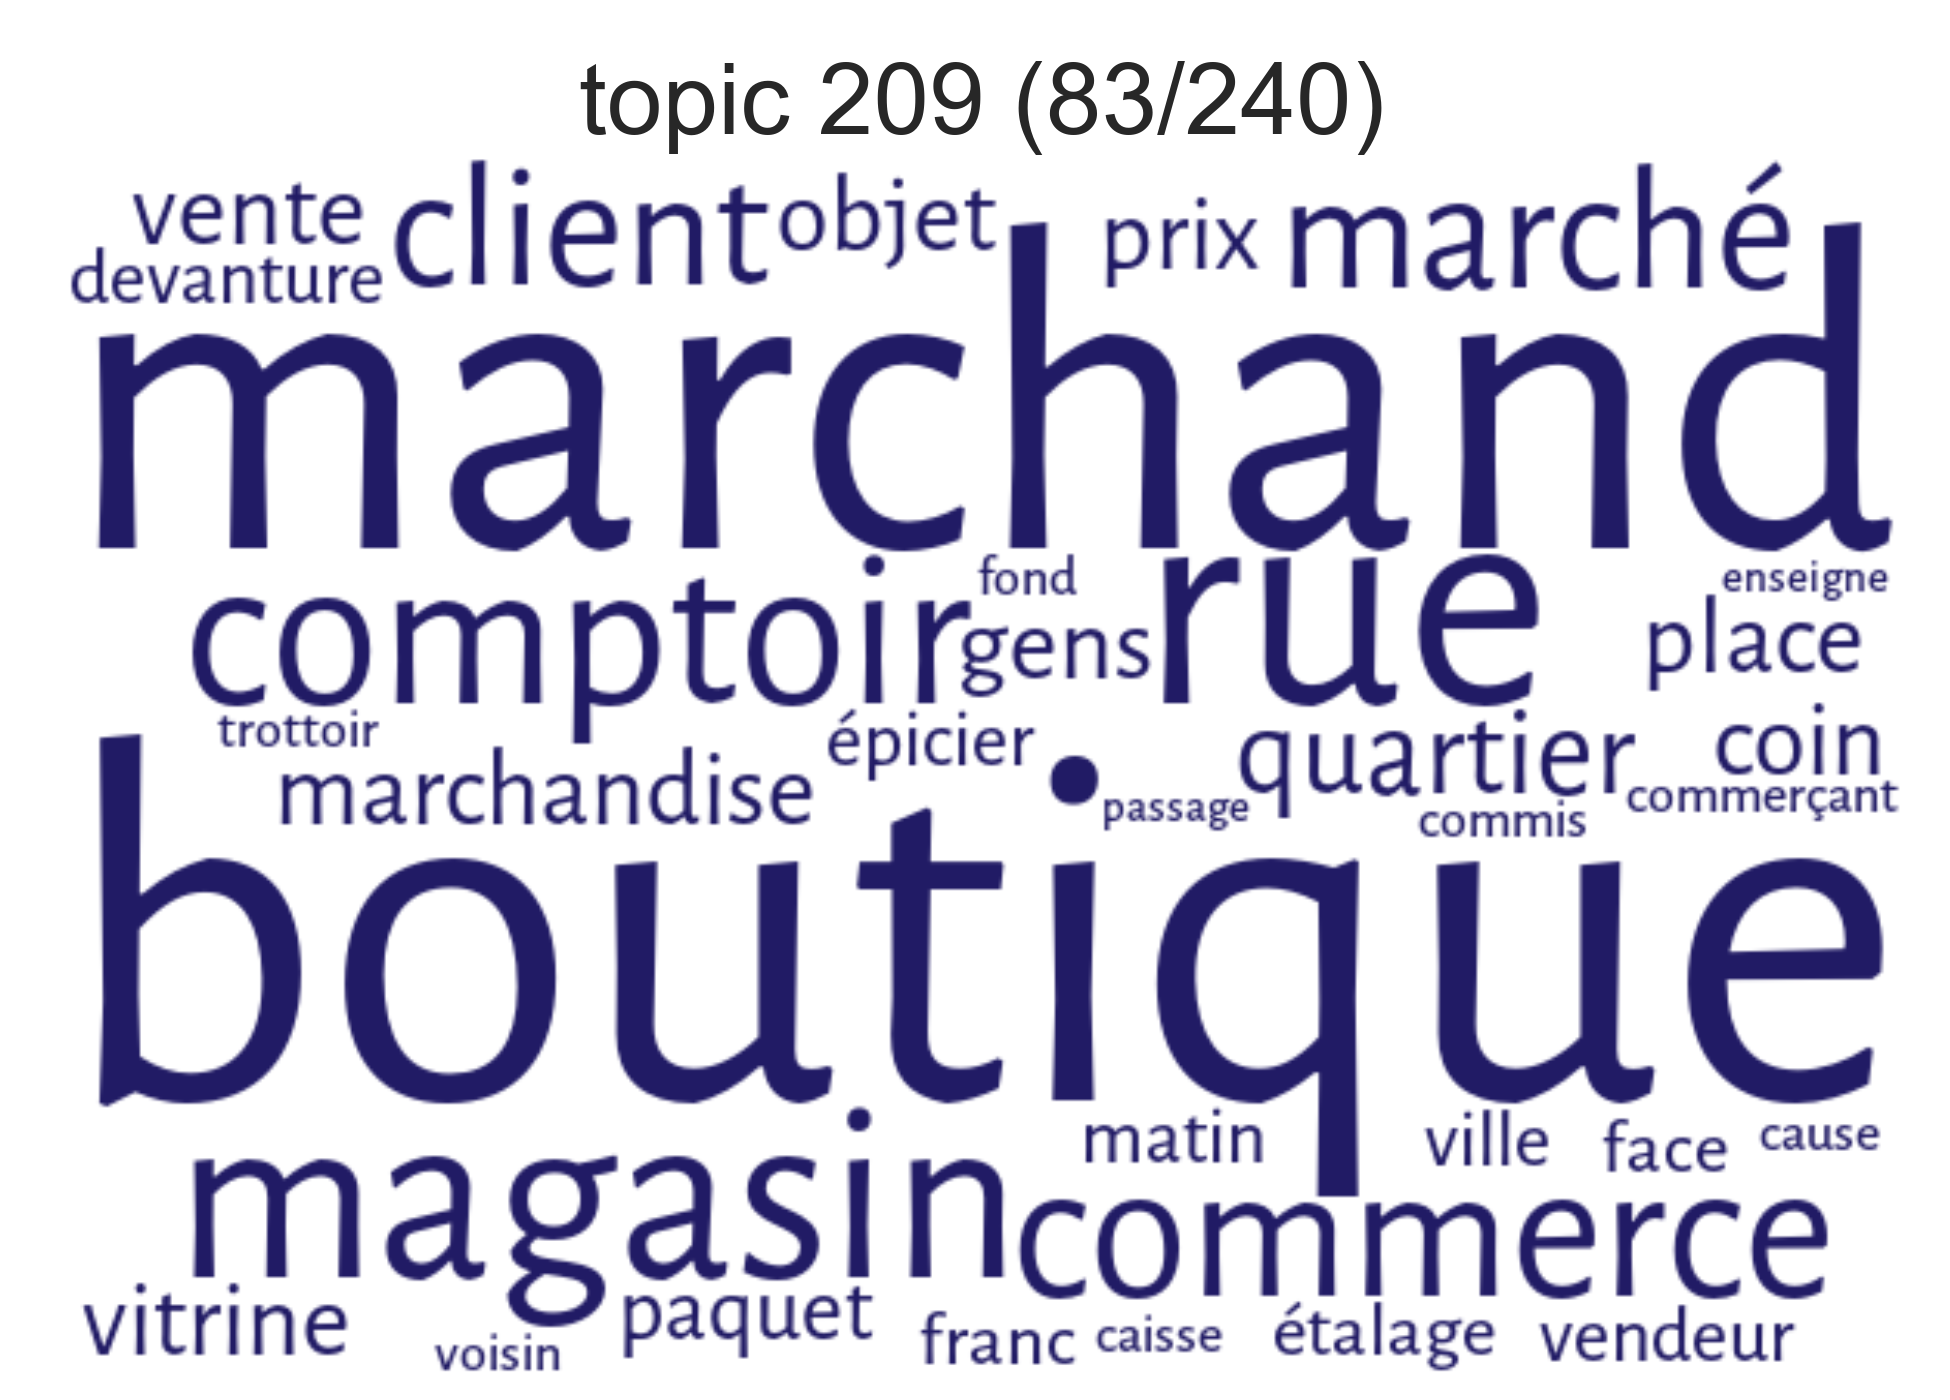 topic 209 (83/240)
vente client objet prix marché
devanture
marchand
comptoir fond gens rue enseigne place
trottoir marchandise épicier passage quartier commis coin commerçant
boutique
magasin matin ville face cause
commerce
vitrine voisin paquet franc caisse étalage vendeur